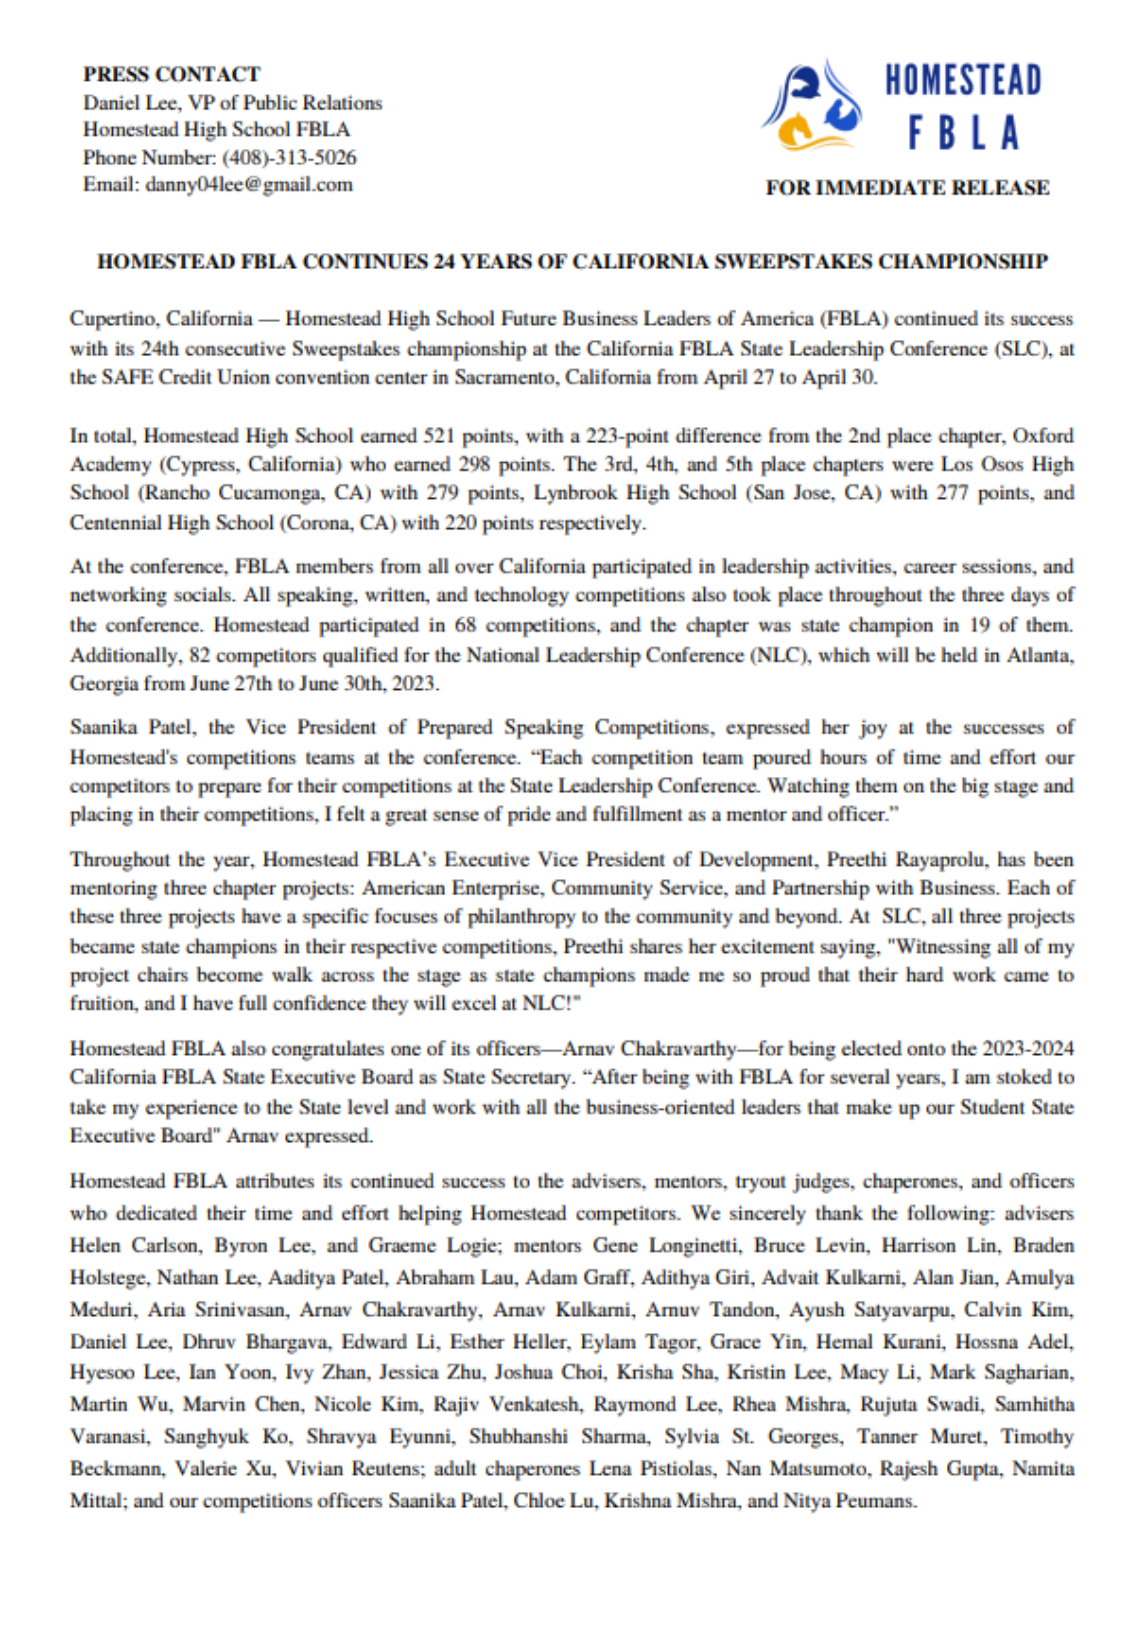 PRESS CONTACT
Daniel Lee, VP of Public Relations
Homestead High School FBLA
Phone Number: (408)-313-5026
Email: danny04lee@gmail.com
HOMESTEAD
FBLA
FOR IMMEDIATE RELEASE
HOMESTEAD FBLA CONTINUES 24 YEARS OF CALIFORNIA SWEEPSTAKES CHAMPIONSHIP
Cupertino, California — Homestead High School Future Business Leaders of America (FBLA) continued its success
with its 24th consecutive Sweepstakes championship at the California FBLA State Leadership Conference (SLC), at
the SAFE Credit Union convention center in Sacramento, California from April 27 to April 30.
In total, Homestead High School earned 521 points, with a 223-point difference from the 2nd place chapter, Oxford
Academy (Cypress, California) who earned 298 points. The 3rd, 4th, and 5th place chapters were Los Osos High
School (Rancho Cucamonga, CA) with 279 points, Lynbrook High School (San Jose, CA) with 277 points, and
Centennial High School (Corona, CA) with 220 points respectively.
At the conference, FBLA members from all over California participated in leadership activities, career sessions, and
networking socials. All speaking, written, and technology competitions also took place throughout the three days of
the conference. Homestead participated in 68 competitions, and the chapter was state champion in 19 of them.
Additionally, 82 competitors qualified for the National Leadership Conference (NLC), which will be held in Atlanta,
Georgia from June 27th to June 30th, 2023.
Saanika Patel, the Vice President of Prepared Speaking Competitions, expressed her joy at the successes of
Homestead's competitions teams at the conference. “Each competition team poured hours of time and effort our
competitors to prepare for their competitions at the State Leadership Conference. Watching them on the big stage and
placing in their competitions, I felt a great sense of pride and fulfillment as a mentor and officer.”
Throughout the year, Homestead FBLA’s Executive Vice President of Development, Preethi Rayaprolu, has been
mentoring three chapter projects: American Enterprise, Community Service, and Partnership with Business. Each of
these three projects have a specific focuses of philanthropy to the community and beyond. At SLC, all three projects
became state champions in their respective competitions, Preethi shares her excitement saying, "Witnessing all of my
project chairs become walk across the stage as state champions made me so proud that their hard work came to
fruition, and I have full confidence they will excel at NLC!"
Homestead FBLA also congratulates one of its officers—Arnav Chakravarthy—for being elected onto the 2023-2024
California FBLA State Executive Board as State Secretary. “After being with FBLA for several years, I am stoked to
take my experience to the State level and work with all the business-oriented leaders that make up our Student State
Executive Board" Arnav expressed.
Homestead FBLA attributes its continued success to the advisers, mentors, tryout judges, chaperones, and officers
who dedicated their time and effort helping Homestead competitors. We sincerely thank the following: advisers
Helen Carlson, Byron Lee, and Graeme Logie; mentors Gene Longinetti, Bruce Levin, Harrison Lin, Braden
Holstege, Nathan Lee, Aaditya Patel, Abraham Lau, Adam Graff, Adithya Giri, Advait Kulkarni, Alan Jian, Amulya
Meduri, Aria Srinivasan, Arnav Chakravarthy, Arnav Kulkarni, Arnuv Tandon, Ayush Satyavarpu, Calvin Kim,
Daniel Lee, Dhruv Bhargava, Edward Li, Esther Heller, Eylam Tagor, Grace Yin, Hemal Kurani, Hossna Adel,
Hyesoo Lee, Ian Yoon, Ivy Zhan, Jessica Zhu, Joshua Choi, Krisha Sha, Kristin Lee, Macy Li, Mark Sagharian,
Martin Wu, Marvin Chen, Nicole Kim, Rajiv Venkatesh, Raymond Lee, Rhea Mishra, Rujuta Swadi, Samhitha
Varanasi, Sanghyuk Ko, Shravya Eyunni, Shubhanshi Sharma, Sylvia St. Georges, Tanner Muret, Timothy
Beckmann, Valerie Xu, Vivian Reutens; adult chaperones Lena Pistiolas, Nan Matsumoto, Rajesh Gupta, Namita
Mittal; and our competitions officers Saanika Patel, Chloe Lu, Krishna Mishra, and Nitya Peumans.